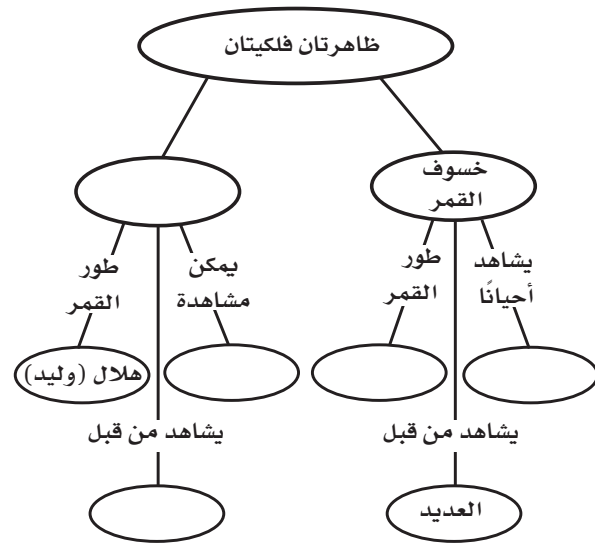 ظاهرتان فلكيتان
خسوف
القمر
يشاهد
أحيانًا
طور
القمر
يمكن
مشاهدة
طور
القمر
هلال (وليد)
يشاهد من قبل
يشاهد من قبل
العديد